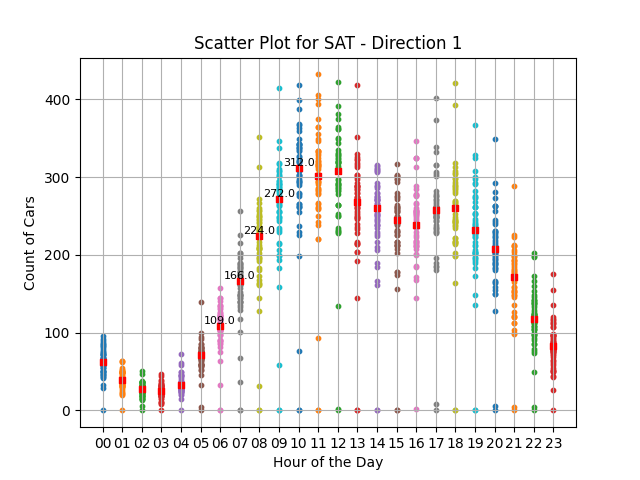 Scatter Plot for SAT - Direction 1
Count of Cars
400
300
200
100
0
312.0
272.0
224.0
166.0
109.0
00 01 02 03 04 05 06 07 08 09 10 11 12 13 14 15 16 17 18 19 20 21 22 23
Hour of the Day